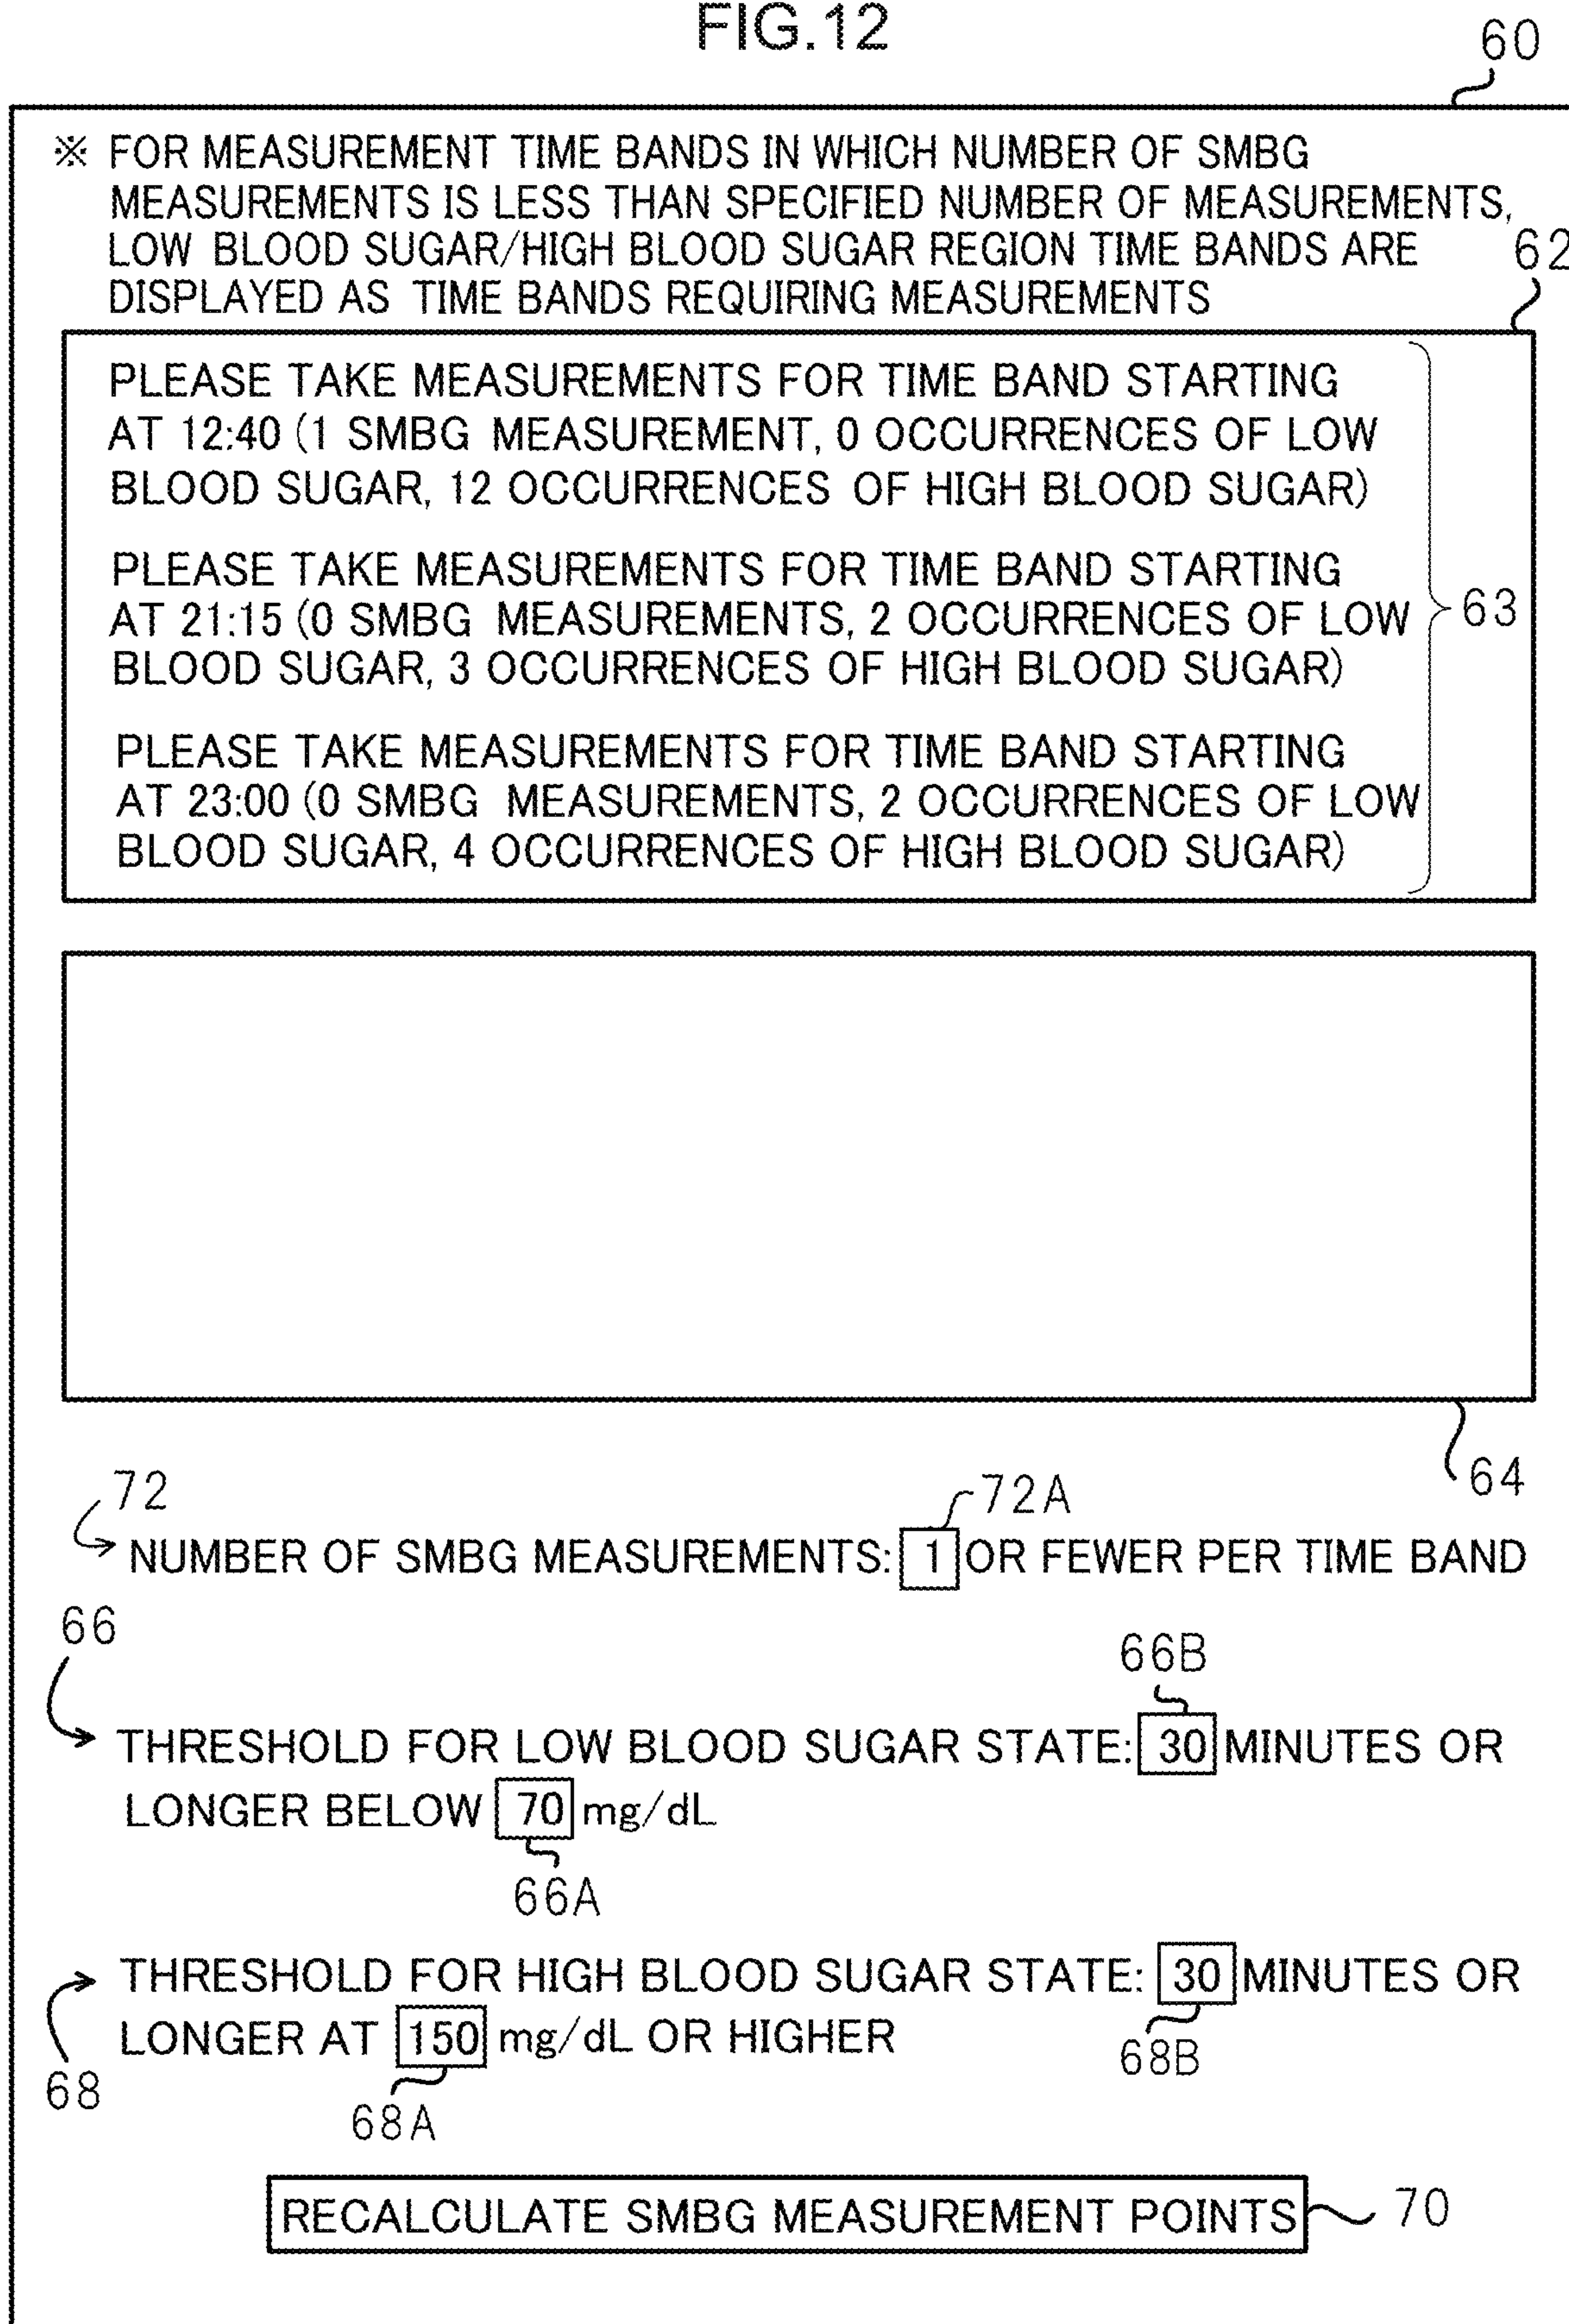 FIG.12
60
※ FOR MEASUREMENT TIME BANDS IN WHICH NUMBER OF SMBG
MEASUREMENTS IS LESS THAN SPECIFIED NUMBER OF MEASUREMENTS,
LOW BLOOD SUGAR/HIGH BLOOD SUGAR REGION TIME BANDS ARE
DISPLAYED AS TIME BANDS REQUIRING MEASUREMENTS
62
PLEASE TAKE MEASUREMENTS FOR TIME BAND STARTING
AT 12:40 (1 SMBG MEASUREMENT, 0 OCCURRENCES OF LOW
BLOOD SUGAR, 12 OCCURRENCES OF HIGH BLOOD SUGAR)
PLEASE TAKE MEASUREMENTS FOR TIME BAND STARTING
AT 21:15 (0 SMBG MEASUREMENTS, 2 OCCURRENCES OF LOW
BLOOD SUGAR, 3 OCCURRENCES OF HIGH BLOOD SUGAR)
63
PLEASE TAKE MEASUREMENTS FOR TIME BAND STARTING
AT 23:00 (0 SMBG MEASUREMENTS, 2 OCCURRENCES OF LOW
BLOOD SUGAR, 4 OCCURRENCES OF HIGH BLOOD SUGAR)
64
72
72A
NUMBER OF SMBG MEASUREMENTS: 1 OR FEWER PER TIME BAND
66
66B
THRESHOLD FOR LOW BLOOD SUGAR STATE: 30 MINUTES OR
LONGER BELOW 70 mg/dL
66A
THRESHOLD FOR HIGH BLOOD SUGAR STATE: 30 MINUTES OR
LONGER AT 150 mg/dL OR HIGHER
68
68A
68B
RECALCULATE SMBG MEASUREMENT POINTS
70